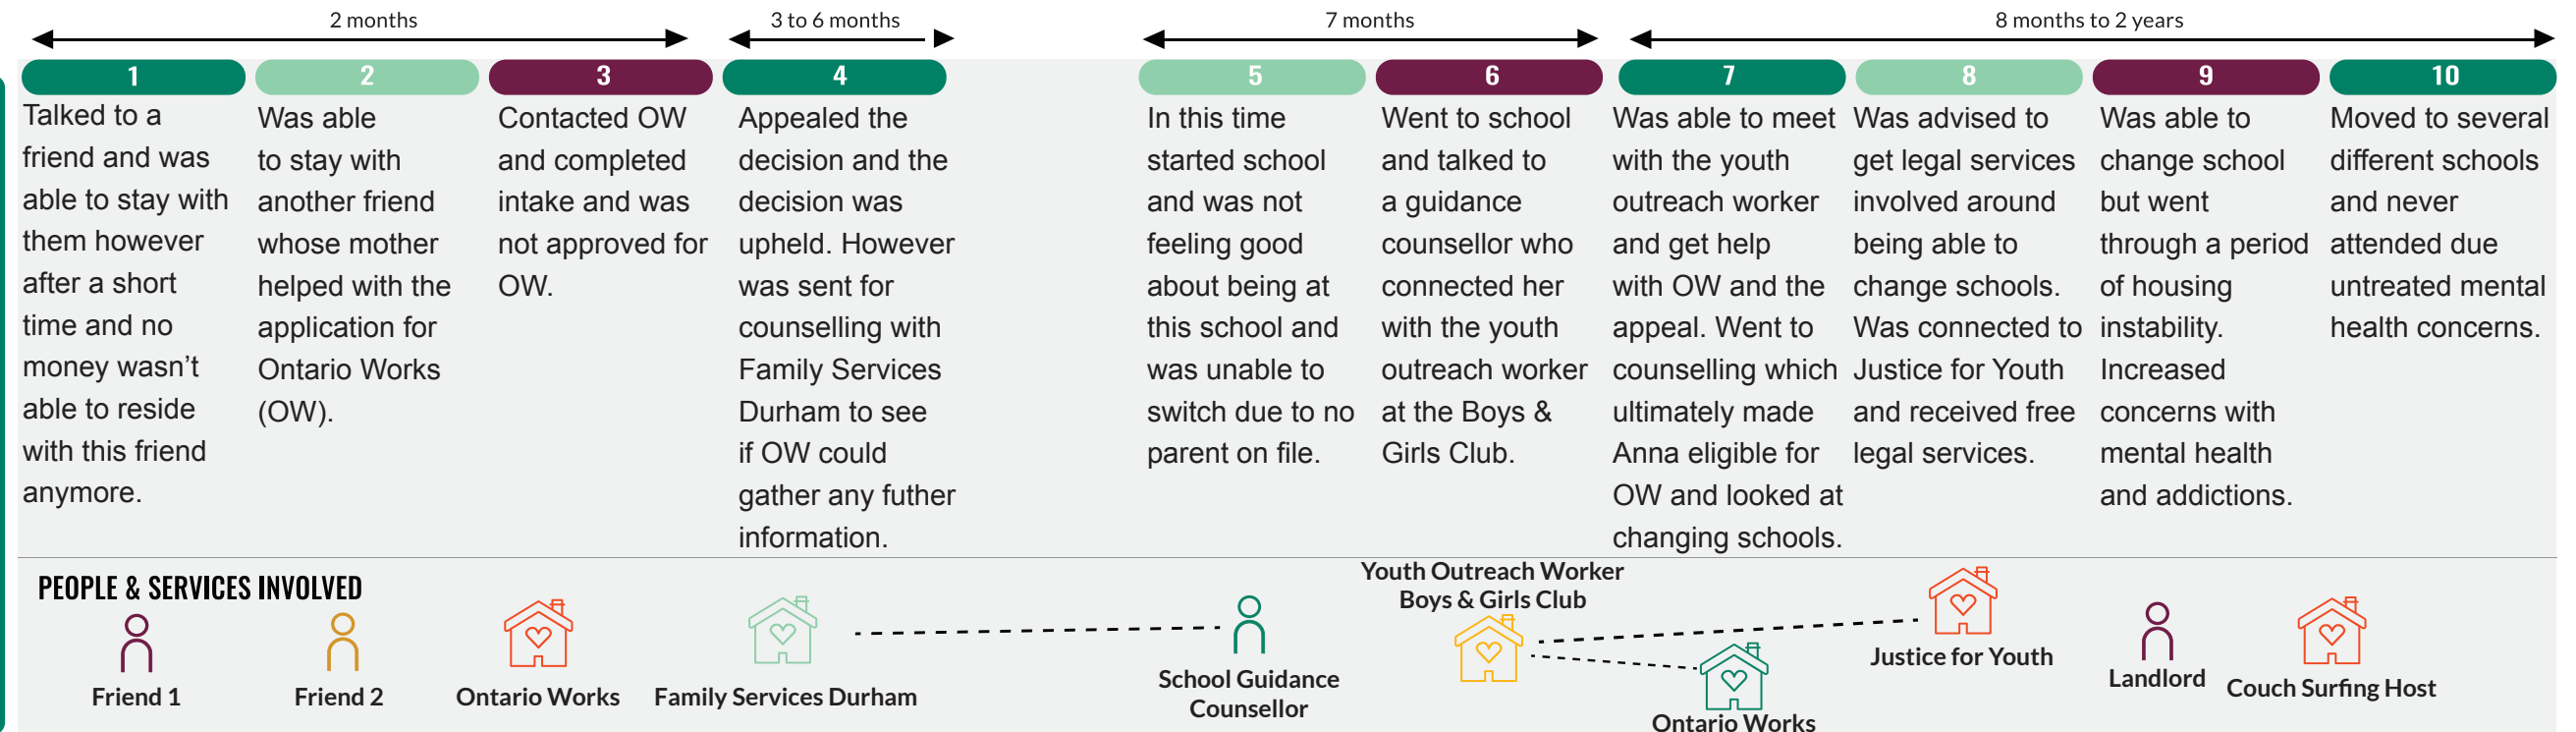 2 months
3 to 6 months
7 months
8 months to 2 years
1
Talked to a
friend and was
able to stay with
them however
after a short
time and no
money wasn’t
able to reside
with this friend
anymore.
2
Was able
to stay with
another friend
whose mother
helped with the
application for
Ontario Works
(OW).
3
Contacted OW
and completed
intake and was
not approved for
OW.
4
Appealed the
decision and the
decision was
upheld. However
was sent for
counselling with
Family Services
Durham to see
if OW could
gather any futher
information.
5
In this time
started school
and was not
feeling good
about being at
this school and
was unable to
switch due to no
parent on file.
6
Went to school
and talked to
a guidance
counsellor who
connected her
with the youth
outreach worker
at the Boys &
Girls Club.
7
Was able to meet
with the youth
outreach worker
and get help
with OW and the
appeal. Went to
counselling which
ultimately made
Anna eligible for
OW and looked at
changing schools.
8
Was advised to
get legal services
involved around
being able to
change schools.
Was connected to
Justice for Youth
and received free
legal services.
9
Was able to
change school
but went
through a period
of housing
instability.
Increased
concerns with
mental health
and addictions.
10
Moved to several
different schools
and never
attended due
untreated mental
health concerns.
PEOPLE & SERVICES INVOLVED
Friend 1
Friend 2
Ontario Works
Family Services Durham
School Guidance
Counsellor
Youth Outreach Worker
Boys & Girls Club
Ontario Works
Justice for Youth
Landlord
Couch Surfing Host